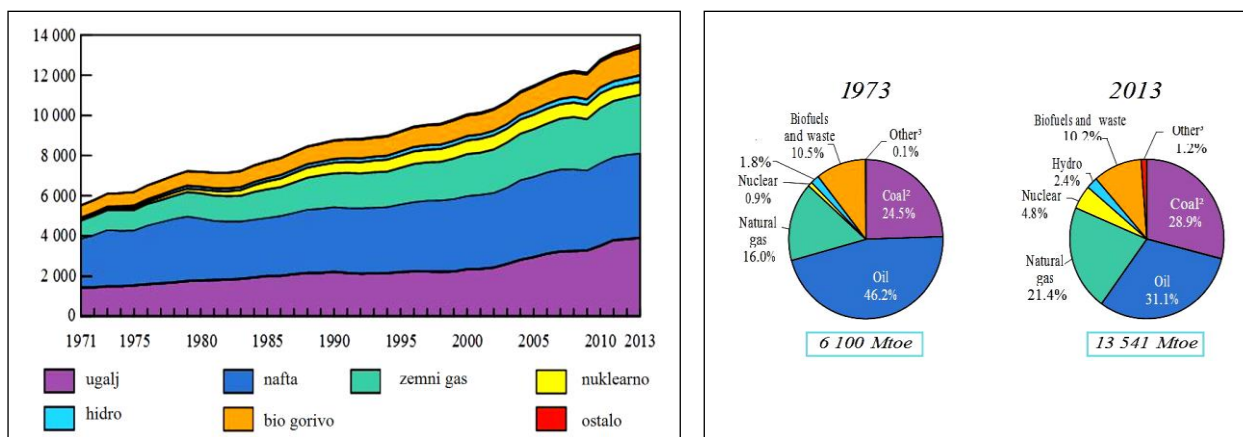 14 000
12 000
10 000
8 000
6 000
4 000
2 000
0
1971 1975 1980 1985 1990 1995 2000 2005 2010 2013
ugalj nafta zemni gas nuklearno
hidro bio gorivo ostalo
1973
Biofuels
and waste
10.5%
Other³
0.1%
1.8%
Nuclear
0.9%
Natural
gas
16.0%
Coal²
24.5%
Oil
46.2%
6 100 Mtoe
2013
Biofuels and waste
10.2%
Other³
1.2%
Hydro
2.4%
Nuclear
4.8%
Natural
gas
21.4%
Coal²
28.9%
Oil
31.1%
13 541 Mtoe